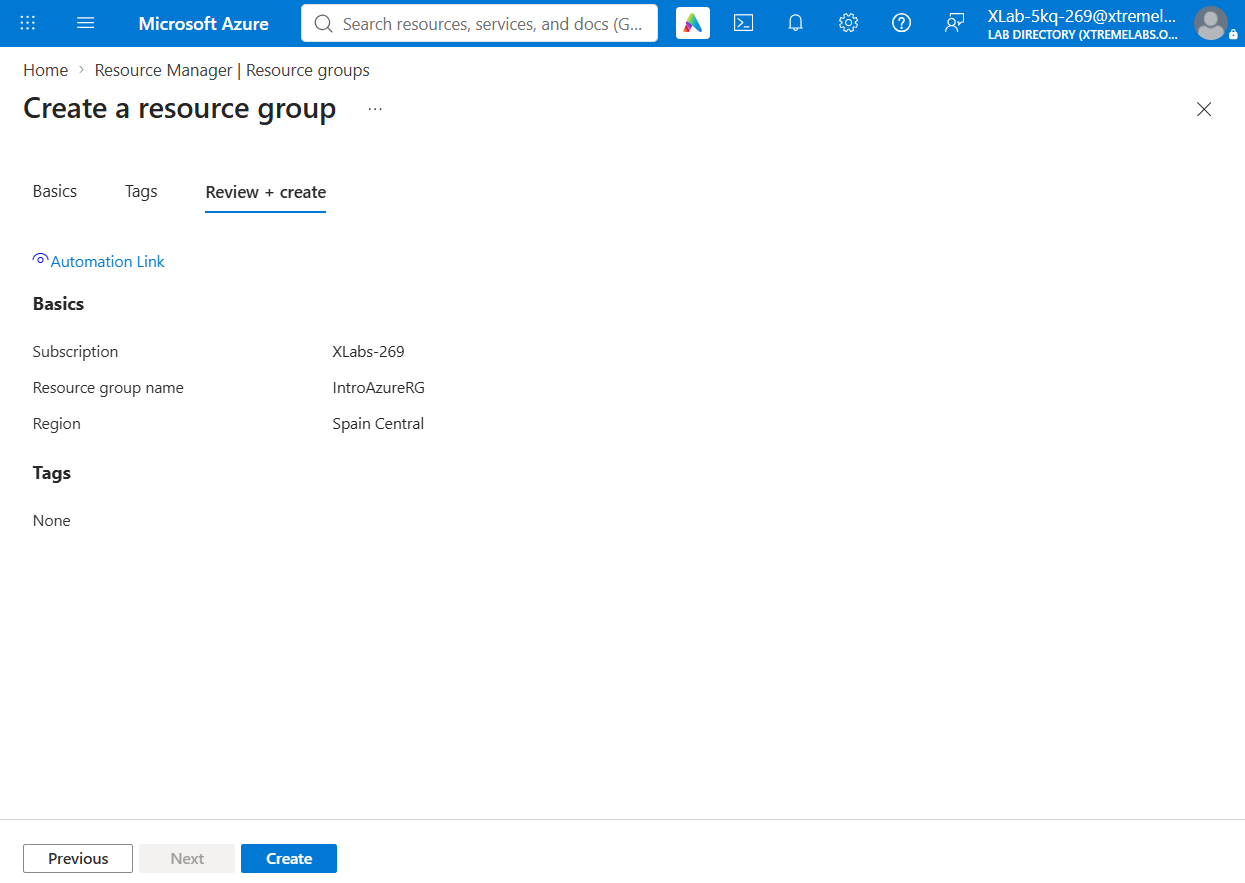 Microsoft Azure
Search resources, services, and docs (G...
XLab-5kq-269@xtremel...
LAB DIRECTORY (XTREMELABS.O...
Home > Resource Manager | Resource groups
Create a resource group ...
Basics Tags Review + create
Automation Link
Basics
Subscription XLabs-269
Resource group name IntroAzureRG
Region Spain Central
Tags
None
Previous Next Create